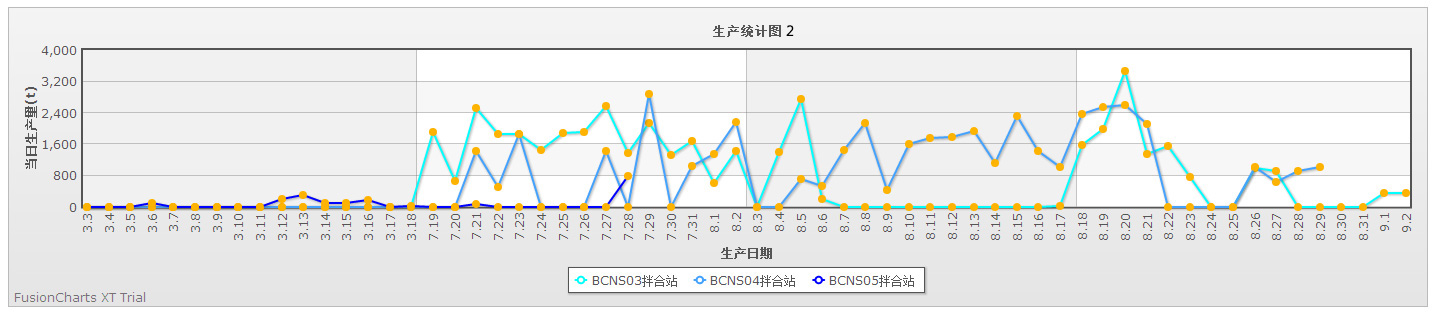 生产统计图 2
当日生产量(t)
4,000
3,200
2,400
1,600
800
0
3.3 3.4 3.5 3.6 3.7 3.8 3.9 3.10 3.11 3.12 3.13 3.14 3.15 3.16 3.17 3.18 7.19 7.20 7.21 7.22 7.23 7.24 7.25 7.26 7.27 7.28 7.29 7.30 7.31 8.1 8.2 8.3 8.4 8.5 8.6 8.7 8.8 8.9 8.10 8.11 8.12 8.13 8.14 8.15 8.16 8.17 8.18 8.19 8.20 8.21 8.22 8.23 8.24 8.25 8.26 8.27 8.28 8.29 8.30 8.31 9.1 9.2
生产日期
BCNS03拌合站 BCNS04拌合站 BCNS05拌合站
FusionCharts XT Trial